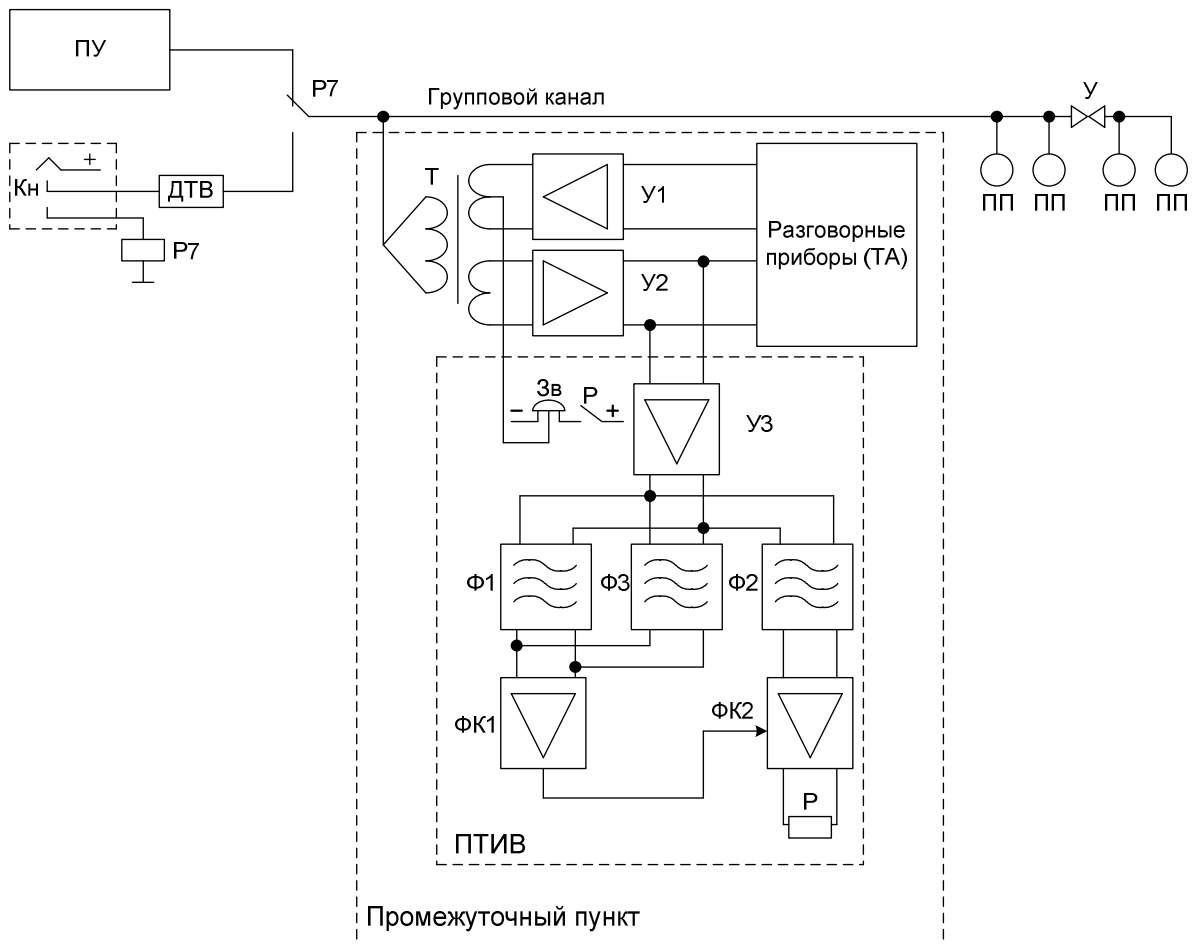 ПУ
Р7
Групповой канал
У
Кн
+
ДТВ
Р7
ПП
ПП
ПП
ПП
Т
У1
Разговорные
приборы (ТА)
У2
Зв
Р
–
+
У3
Ф1
Ф3
Ф2
ФК1
ФК2
Р
ПТИВ
Промежуточный пункт